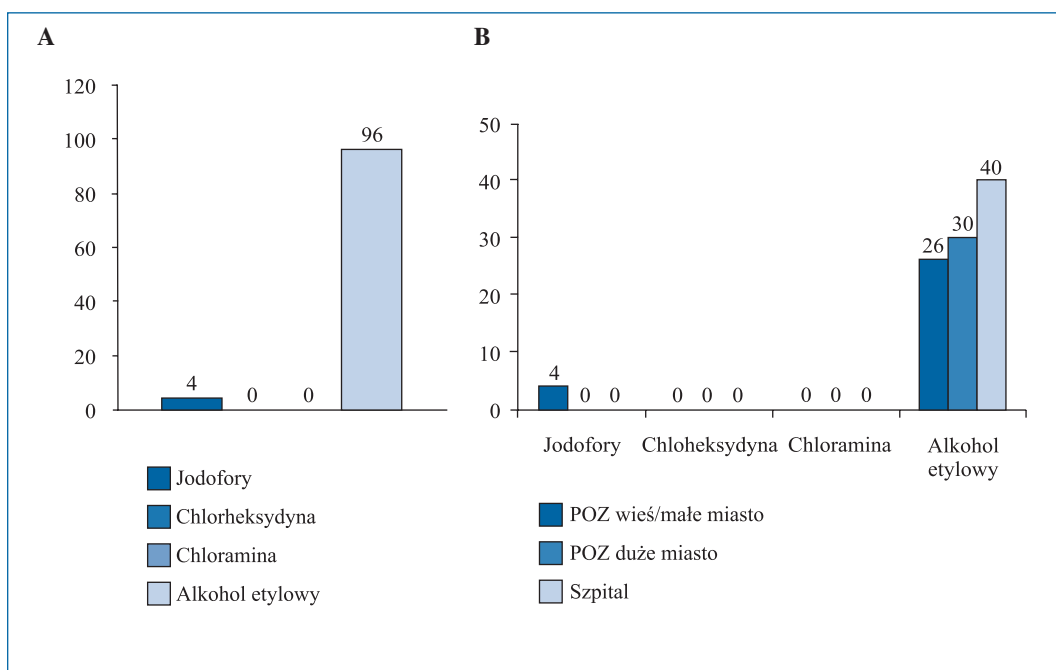 A
120
100
80
60
40
20
0
4
0
0
96
Jodofory
Chlorheksydyna
Chloramina
Alkohol etylowy
B
50
40
30
20
10
0
4 0 0
0 0 0
0 0 0
26 30 40
Jodofory Chloheksydyna Chloramina Alkohol
etylowy
POZ wieś/małe miasto
POZ duże miasto
Szpital